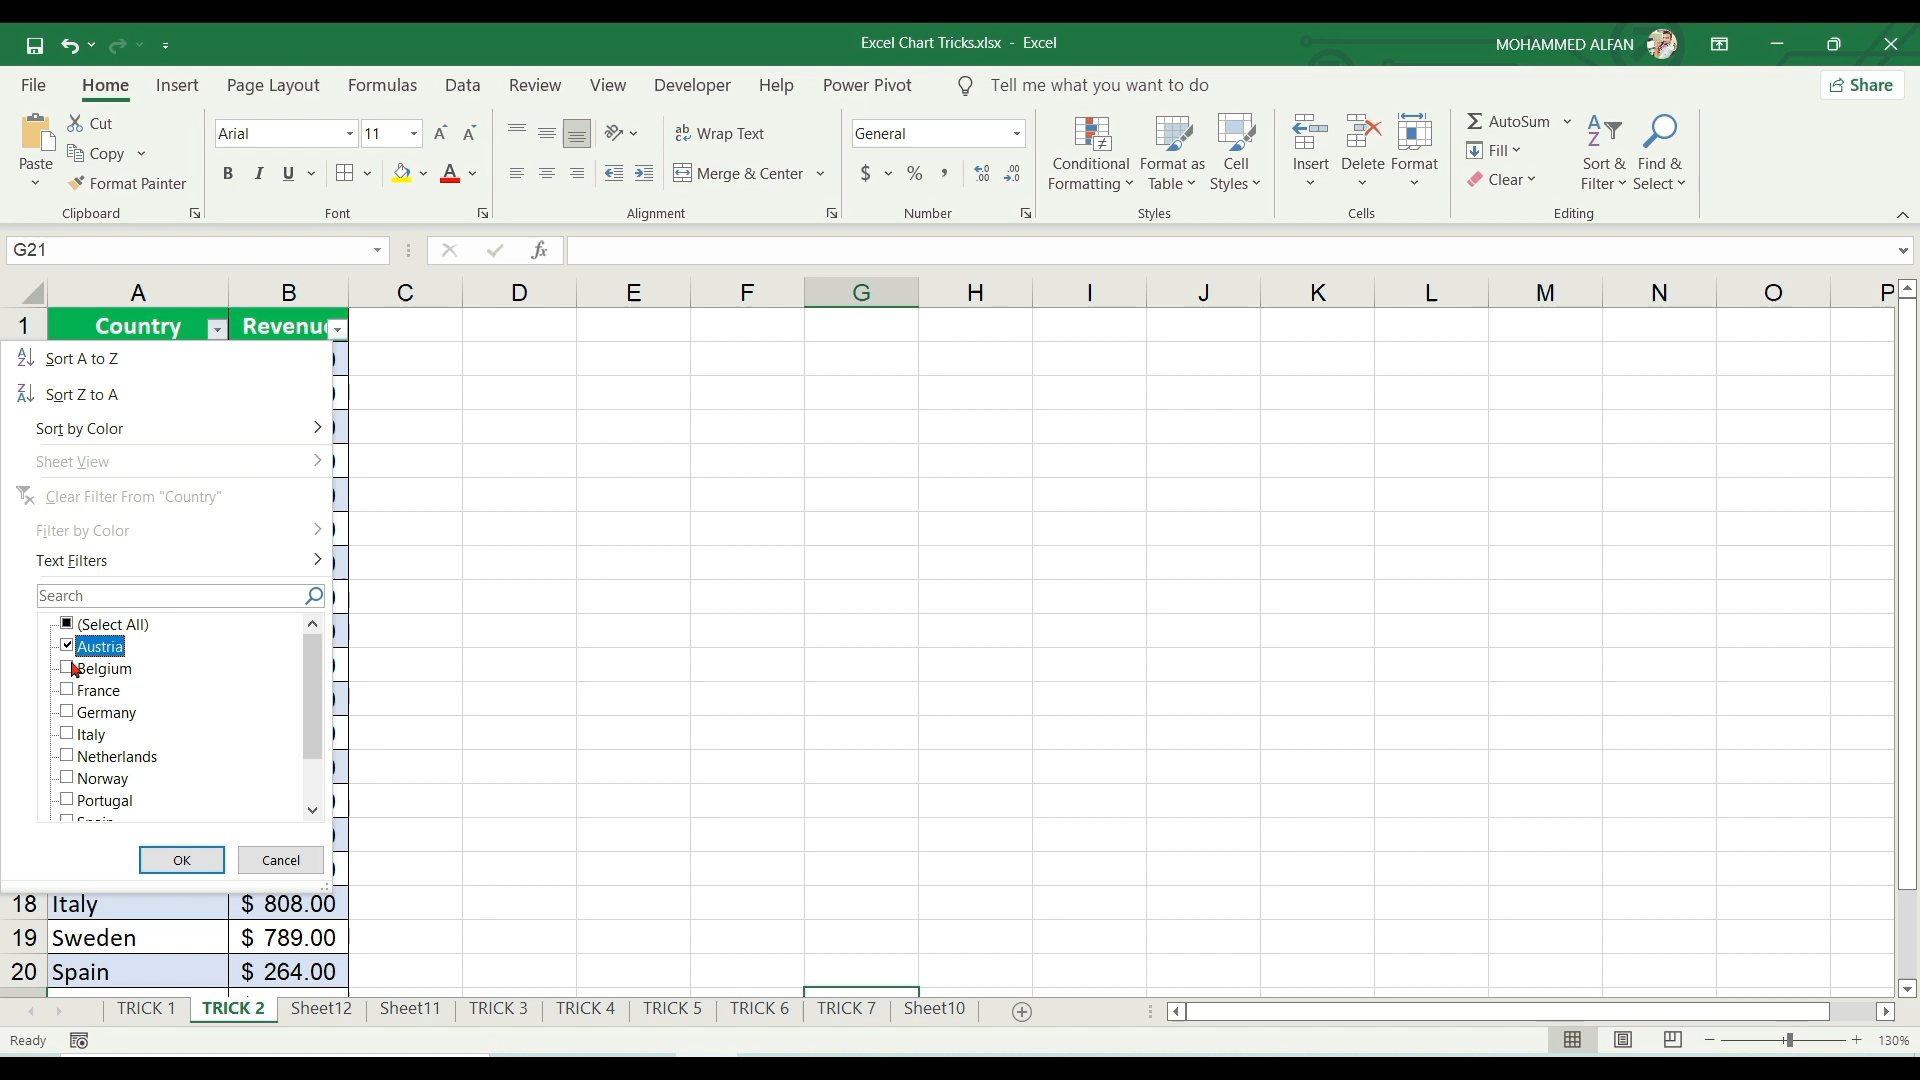 Excel Chart Tricks.xlsx - Excel
MOHAMMED ALFAN
File Home Insert Page Layout Formulas Data Review View Developer Help Power Pivot Tell me what you want to do
Share
Paste
Cut
Copy
Format Painter
Clipboard
Arial 11
B I U
Font
Wrap Text
Merge & Center
Alignment
General
$ % ,
Number
Conditional Formatting
Format as Table
Cell Styles
Styles
Insert Delete Format
Cells
AutoSum
Fill
Clear
Sort & Filter
Find & Select
Editing
G21
fx
A B C D E F G H I J K L M N O P
1 Country Revenu
Sort A to Z
Sort Z to A
Sort by Color
Sheet View
Clear Filter From "Country"
Filter by Color
Text Filters
Search
(Select All)
Austria
Belgium
France
Germany
Italy
Netherlands
Norway
Portugal
OK Cancel
18 Italy $ 808.00
19 Sweden $ 789.00
20 Spain $ 264.00
TRICK 1 TRICK 2 Sheet12 Sheet11 TRICK 3 TRICK 4 TRICK 5 TRICK 6 TRICK 7 Sheet10
Ready
130%